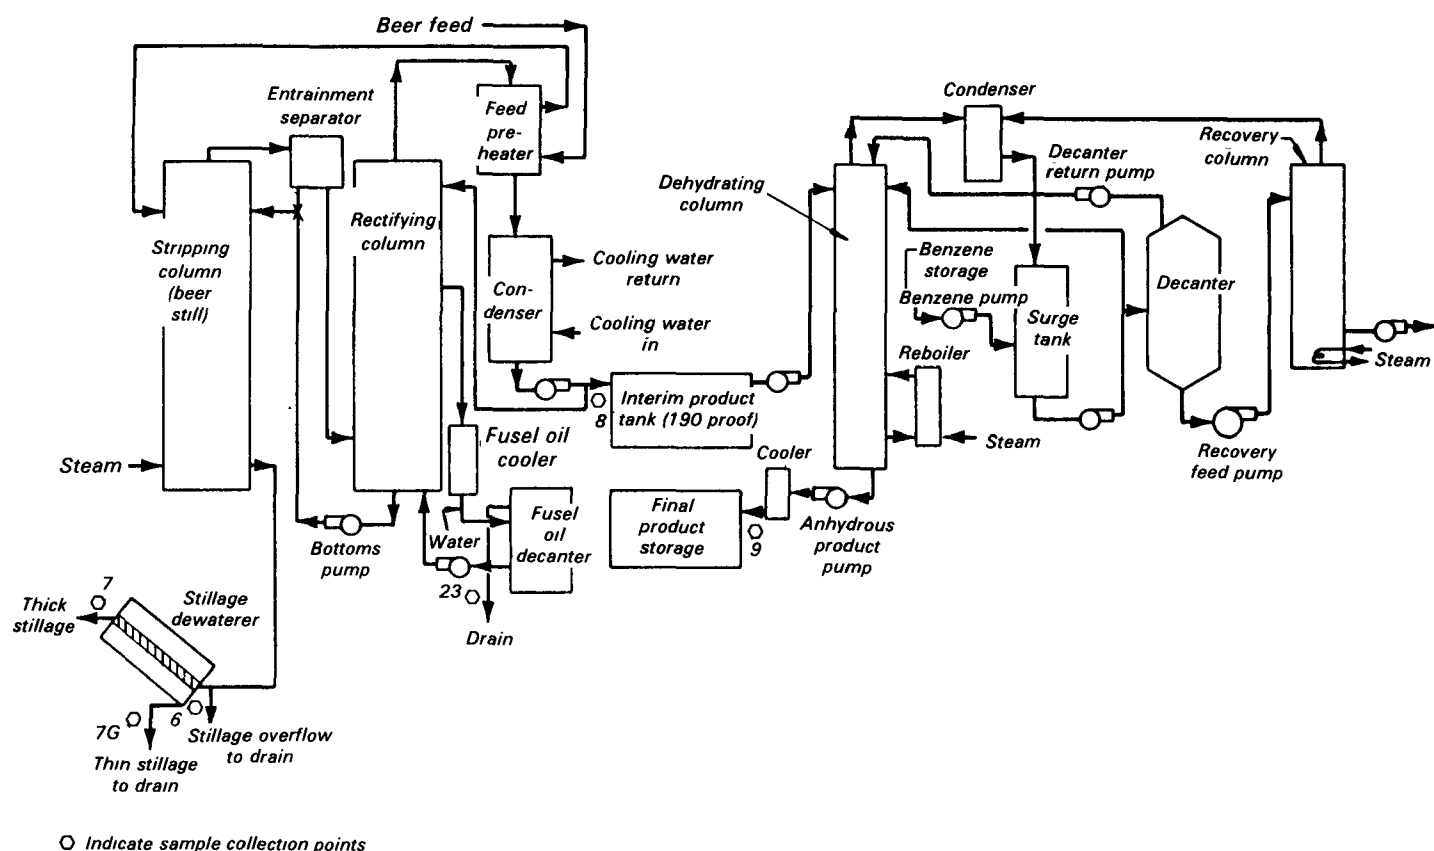 Beer feed
Entrainment
separator
Feed
pre-
heater
Condenser
Recovery
column
Decanter
return pump
Dehydrating
column
Rectifying
column
Stripping
column
(beer
still)
Cooling water
return
Con-
denser
Cooling water
in
Benzene
storage
Benzene pump
Surge
tank
Decanter
Reboiler
Steam
Interim product
tank (190 proof)
8
Fusel oil
cooler
Steam
Steam
Cooler
Recovery
feed pump
Final
product
storage
9
Anhydrous
product
pump
Fusel
oil
decanter
Water
Bottoms
pump
23
Drain
7
Thick
stillage
Stillage
dewaterer
7G
6
Stillage overflow
to drain
Thin stillage
to drain
Indicate sample collection points